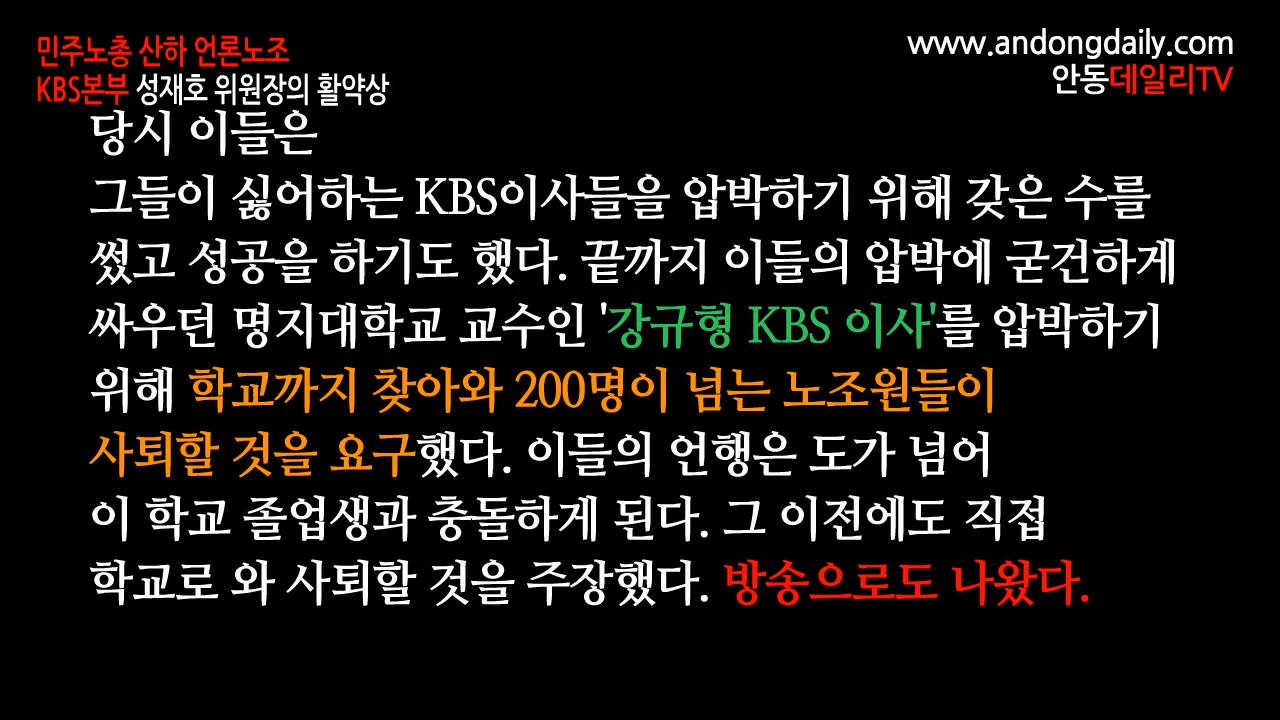 민주노총 산하 언론노조
KBS본부 성재호 위원장의 활약상
www.andongdaily.com
안동데일리TV
당시 이들은
그들이 싫어하는 KBS이사들을 압박하기 위해 갖은 수를
썼고 성공을 하기도 했다. 끝까지 이들의 압박에 굳건하게
싸우던 명지대학교 교수인 '강규형 KBS 이사'를 압박하기
위해 학교까지 찾아와 200명이 넘는 노조원들이
사퇴할 것을 요구했다. 이들의 언행은 도가 넘어
이 학교 졸업생과 충돌하게 된다. 그 이전에도 직접
학교로 와 사퇴할 것을 주장했다. 방송으로도 나왔다.